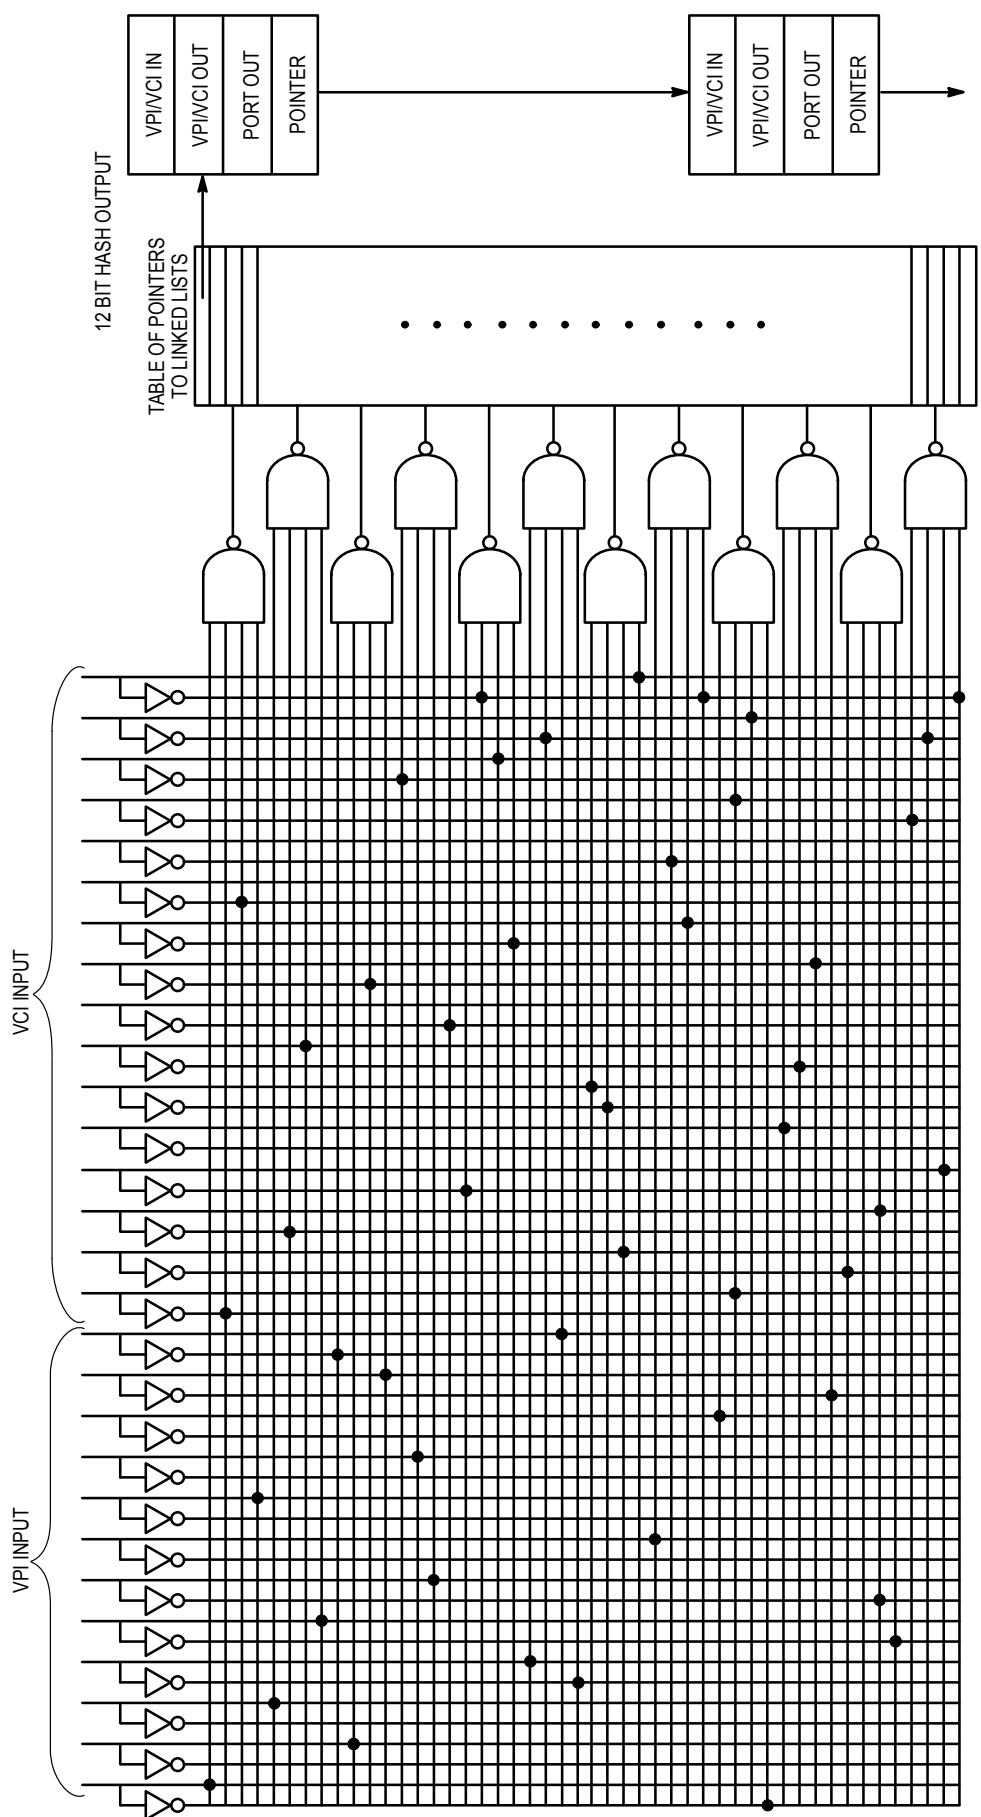 VPI/VCI IN
VPI/VCI OUT
PORT OUT
POINTER
VPI/VCI IN
VPI/VCI OUT
PORT OUT
POINTER
12 BIT HASH OUTPUT
TABLE OF POINTERS
TO LINKED LISTS
VCI INPUT
VPI INPUT